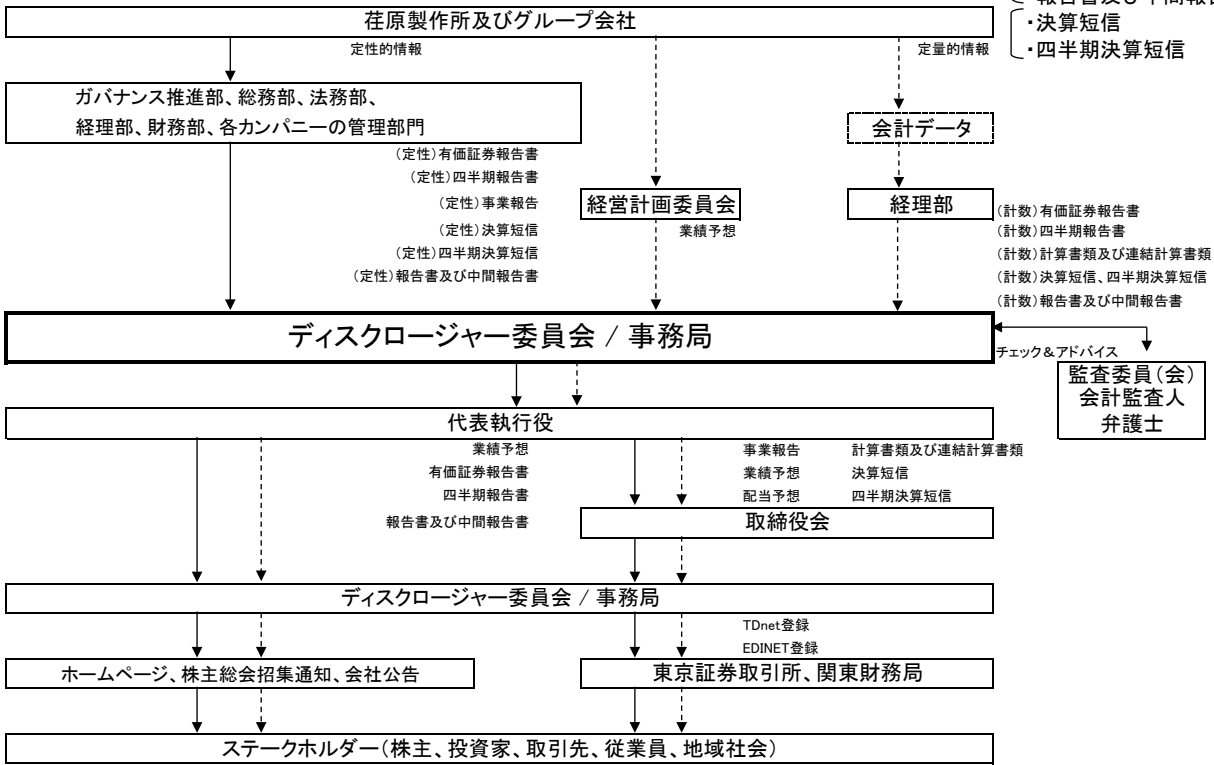 報告書及び中間報告
荏原製作所及びグループ会社
・決算短信
・四半期決算短信
定性的情報
定量的情報
ガバナンス推進部、総務部、法務部、
経理部、財務部、各カンパニーの管理部門
会計データ
(定性)有価証券報告書
(定性)四半期報告書
(定性)事業報告
(定性)決算短信
(定性)四半期決算短信
(定性)報告書及び中間報告書
経営計画委員会
業績予想
経理部
(計数)有価証券報告書
(計数)四半期報告書
(計数)計算書類及び連結計算書類
(計数)決算短信、四半期決算短信
(計数)報告書及び中間報告書
ディスクロージャー委員会 / 事務局
チェック&アドバイス
監査委員(会)
会計監査人
弁護士
代表執行役
業績予想
有価証券報告書
四半期報告書
報告書及び中間報告書
事業報告 計算書類及び連結計算書類
業績予想 決算短信
配当予想 四半期決算短信
取締役会
ディスクロージャー委員会 / 事務局
TDnet登録
EDINET登録
ホームページ、株主総会招集通知、会社公告
東京証券取引所、関東財務局
ステークホルダー(株主、投資家、取引先、従業員、地域社会)